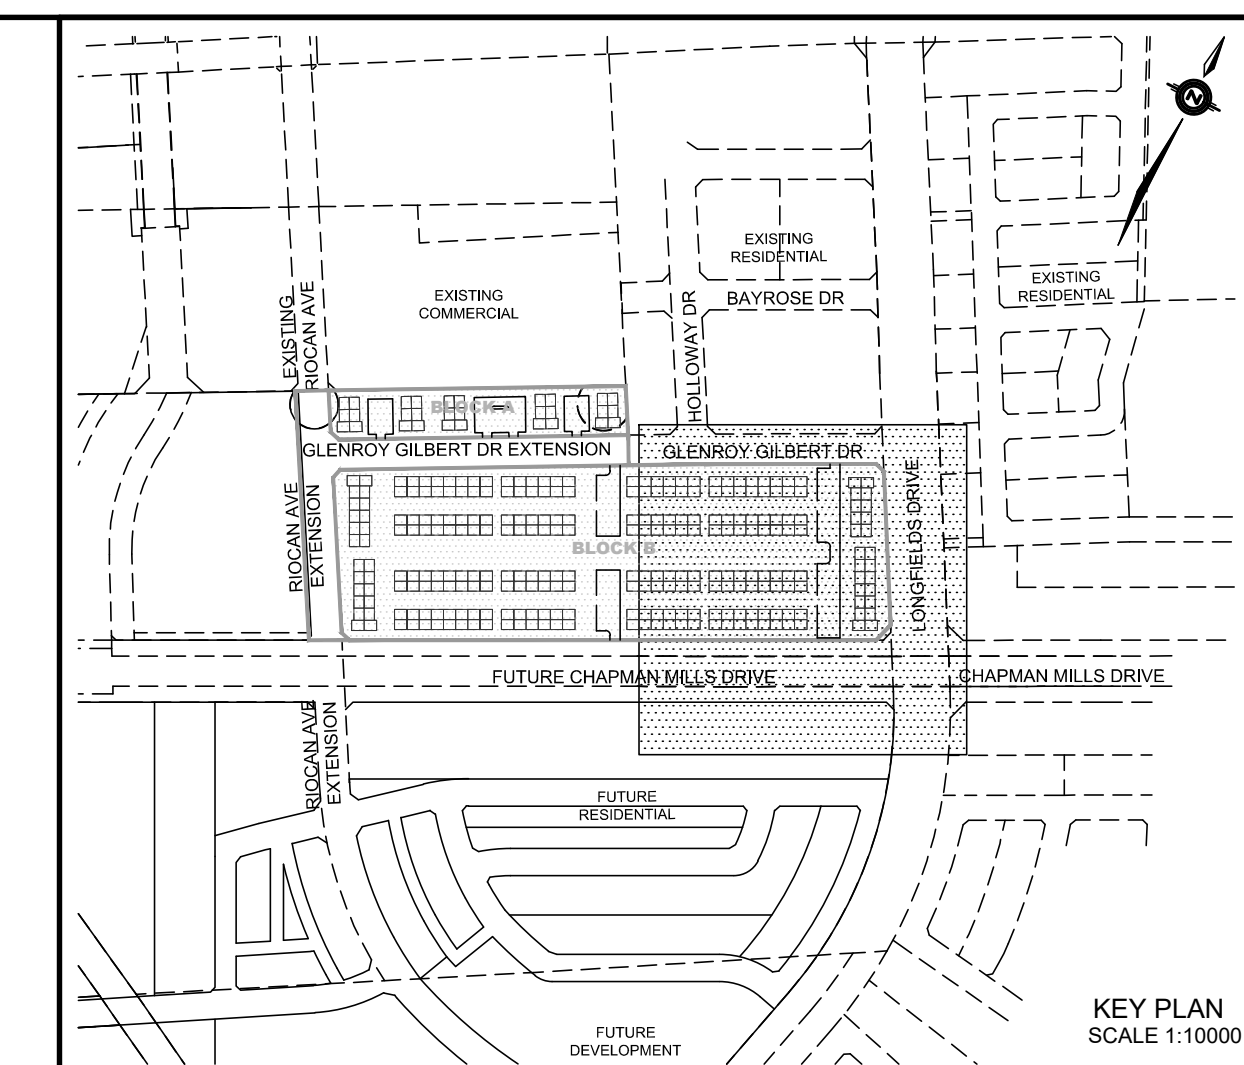 N
EXISTING
RESIDENTIAL
EXISTING
RESIDENTIAL
EXISTING
COMMERCIAL
BAYROSE DR
EXISTING
RIOCAN AVE
HOLLOWAY DR
BLOCK A
GLENROY GILBERT DR EXTENSION
GLENROY GILBERT DR
RIOCAN AVE
EXTENSION
BLOCK B
LONGFIELDS DRIVE
FUTURE CHAPMAN MILLS DRIVE
CHAPMAN MILLS DRIVE
RIOCAN AVE
EXTENSION
FUTURE
RESIDENTIAL
FUTURE
DEVELOPMENT
KEY PLAN
SCALE 1:10000